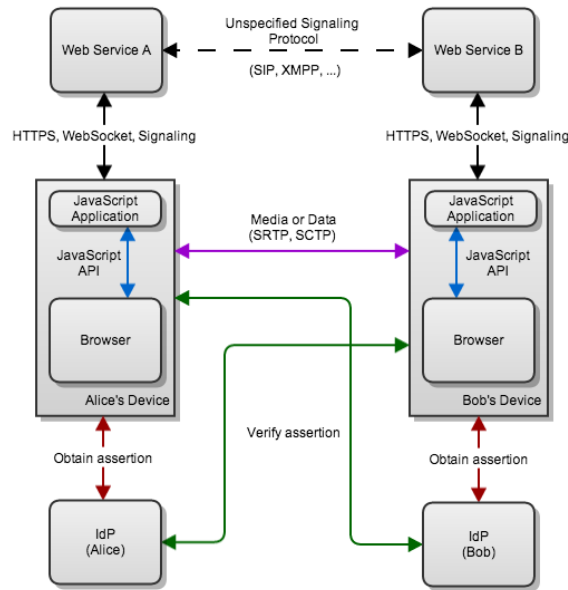 Unspecified Signaling
Protocol
Web Service A
Web Service B
(SIP, XMPP, ...)
HTTPS, WebSocket, Signaling
HTTPS, WebSocket, Signaling
JavaScript
Application
JavaScript
Application
Media or Data
(SRTP, SCTP)
JavaScript
API
JavaScript
API
Browser
Browser
Alice's Device
Bob's Device
Verify assertion
Obtain assertion
Obtain assertion
IdP
(Alice)
IdP
(Bob)